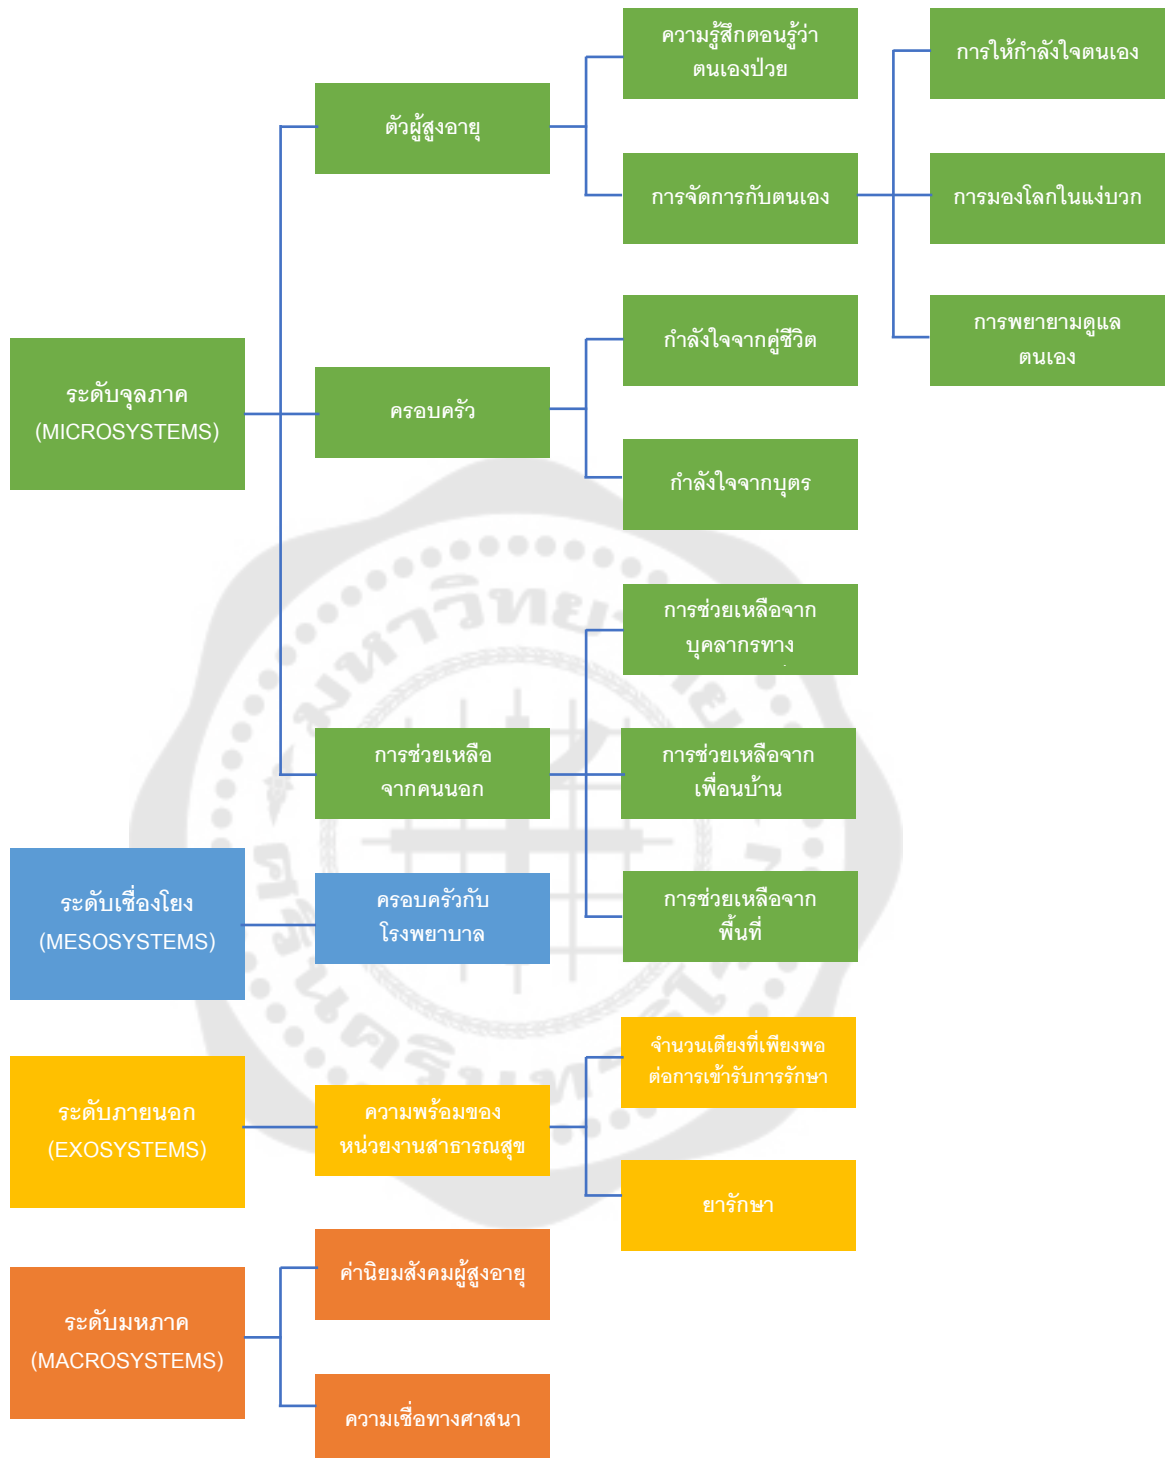 ความรู้สึกตอนรู้ว่า
ตนเองป่วย
การให้กำลังใจตนเอง
ตัวผู้สูงอายุ
การจัดการกับตนเอง
การมองโลกในแง่บวก
การพยายามดูแล
ตนเอง
กำลังใจจากคู่ชีวิต
ระดับจุลภาค
(MICROSYSTEMS)
ครอบครัว
กำลังใจจากบุตร
การช่วยเหลือจาก
บุคลากรทาง
การช่วยเหลือ
จากคนนอก
การช่วยเหลือจาก
เพื่อนบ้าน
ระดับเชื่องโยง
(MESOSYSTEMS)
ครอบครัวกับ
โรงพยาบาล
การช่วยเหลือจาก
พื้นที่
จำนวนเตียงที่เพียงพอ
ต่อการเข้ารับการรักษา
ระดับภายนอก
(EXOSYSTEMS)
ความพร้อมของ
หน่วยงานสาธารณสุข
ยารักษา
ค่านิยมสังคมผู้สูงอายุ
ระดับมหภาค
(MACROSYSTEMS)
ความเชื่อทางศาสนา